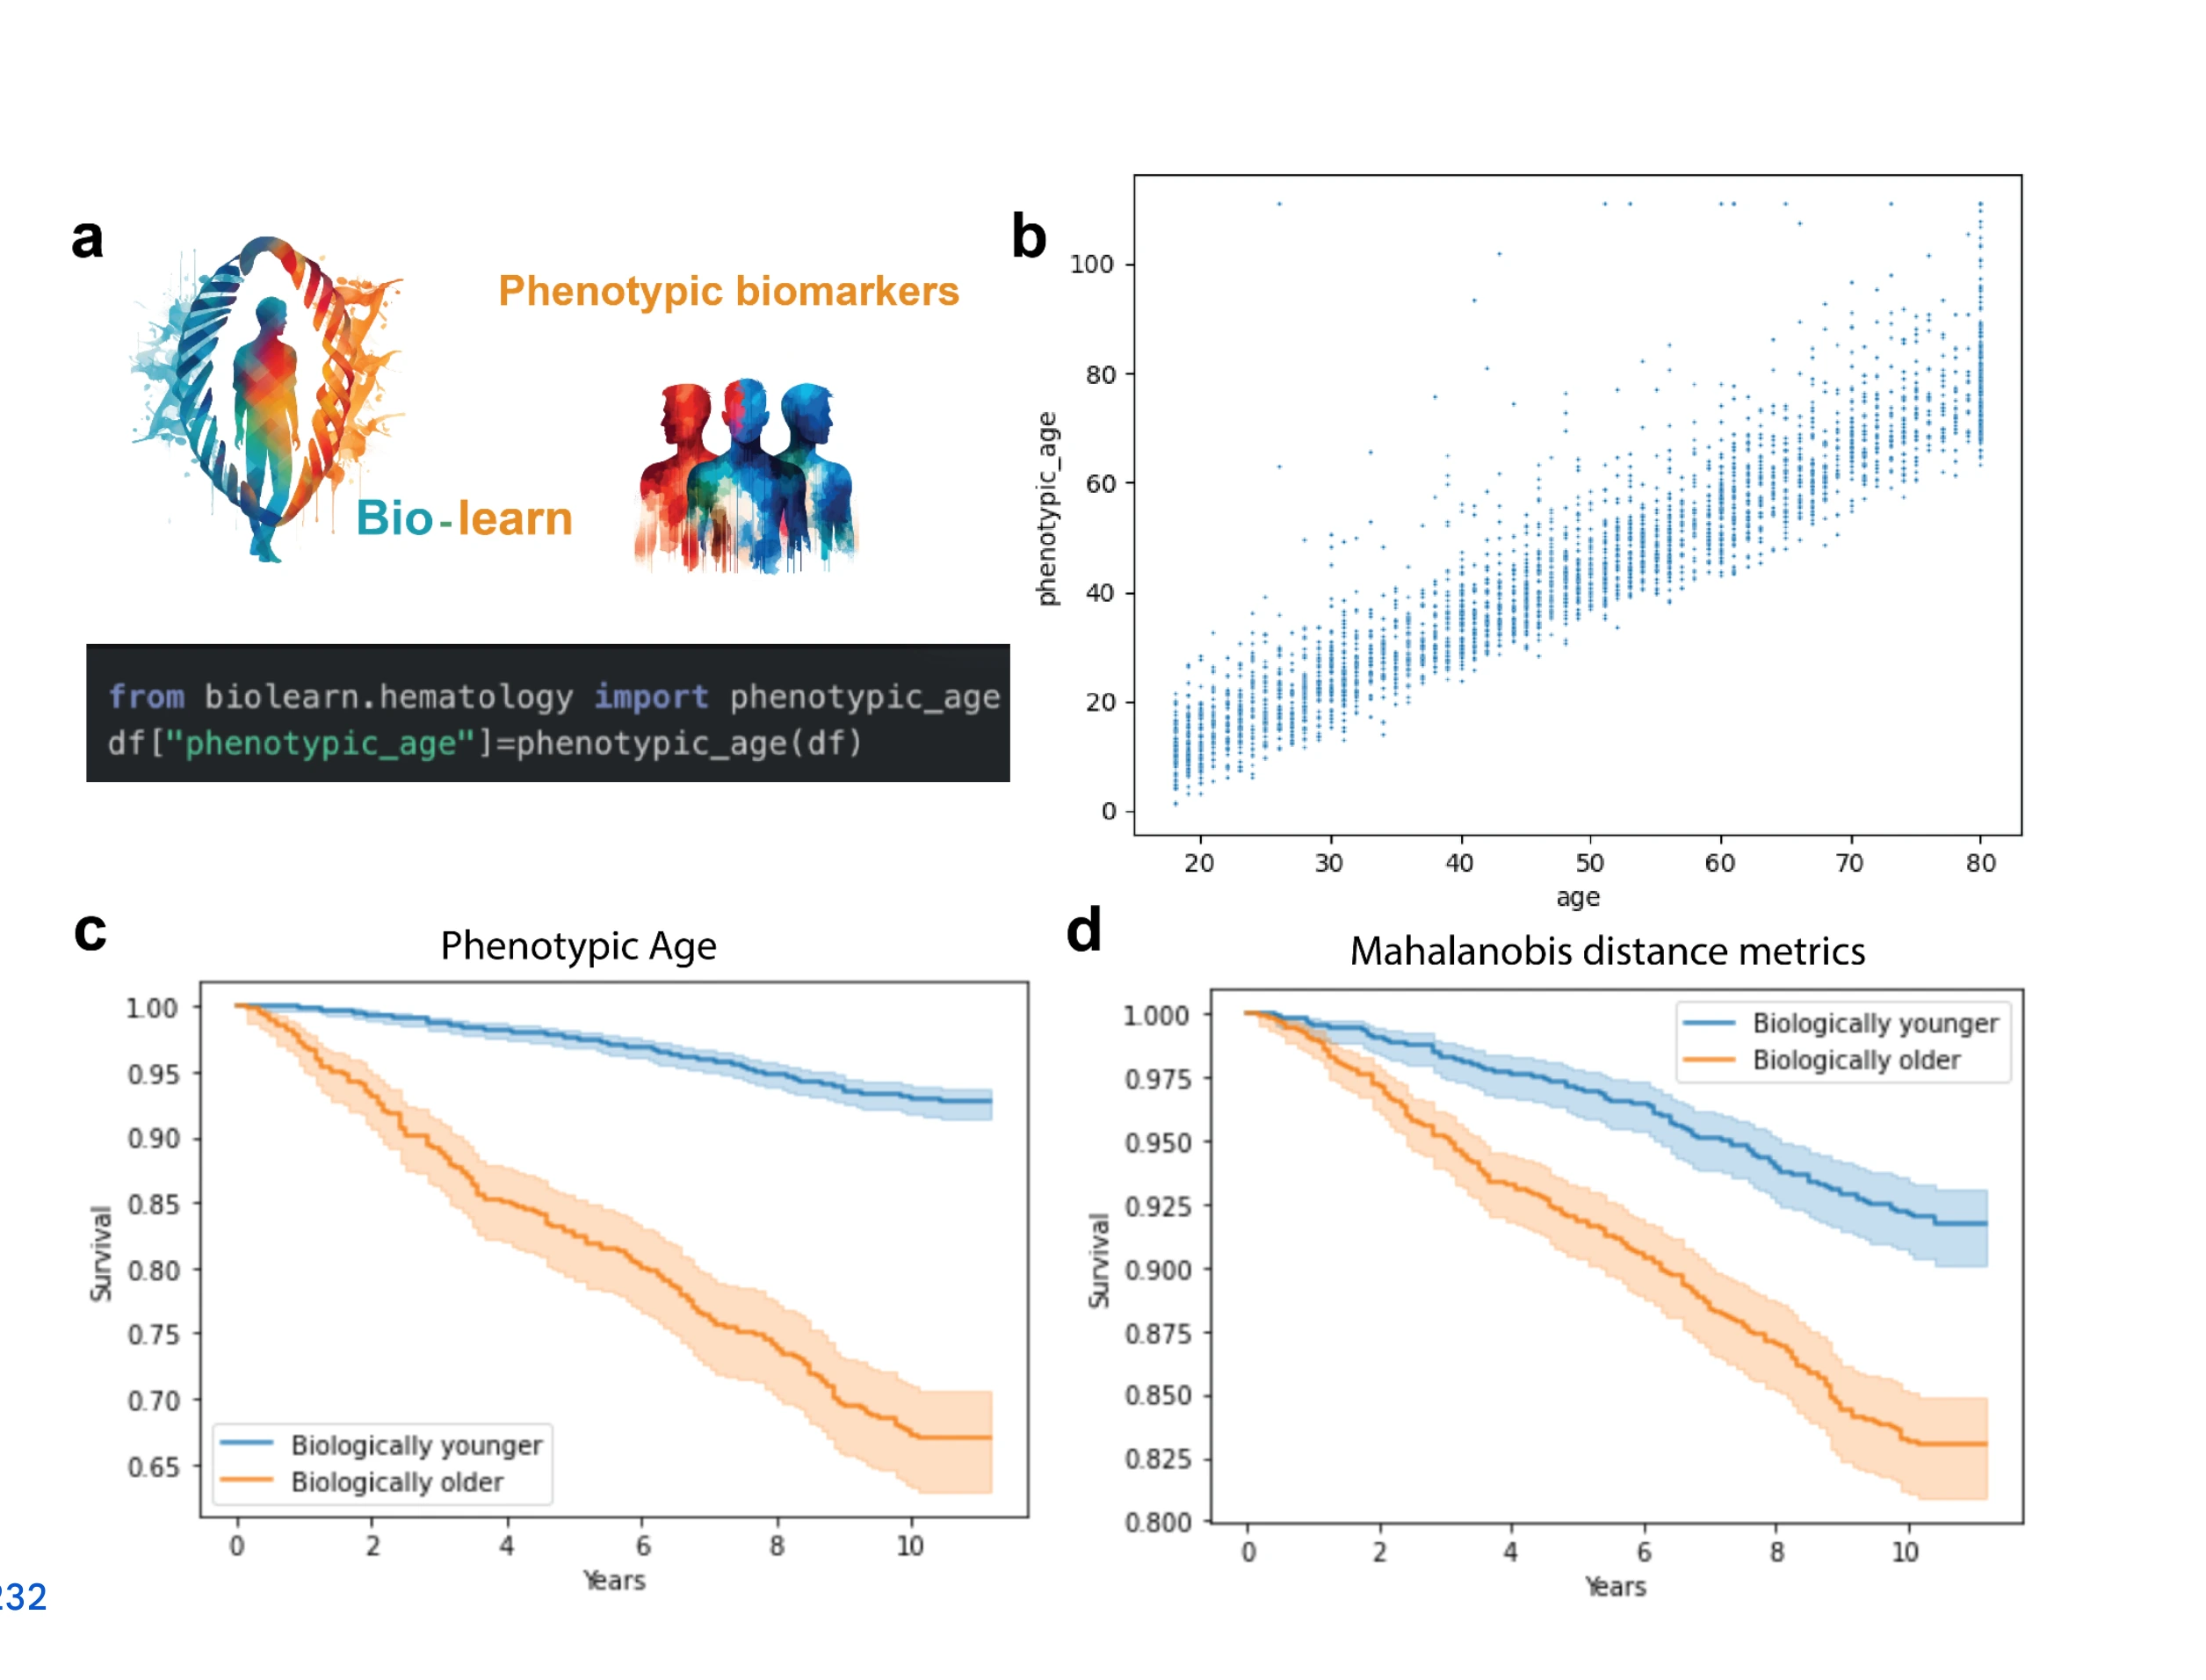 a
Phenotypic biomarkers
Bio-learn
from biolearn.hematology import phenotypic_age
df["phenotypic_age"]=phenotypic_age(df)
b
100
80
60
40
20
0
phenotypic_age
20 30 40 50 60 70 80
age
c
Phenotypic Age
1.00
0.95
0.90
0.85
0.80
0.75
0.70
0.65
Survival
Biologically younger
Biologically older
0 2 4 6 8 10
Years
d
Mahalanobis distance metrics
1.000
0.975
0.950
0.925
0.900
0.875
0.850
0.825
0.800
Survival
Biologically younger
Biologically older
0 2 4 6 8 10
Years
232